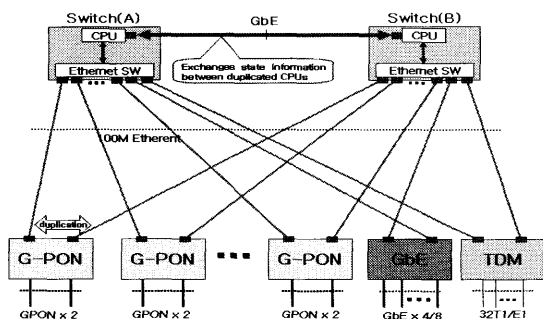 Switch(A)
GbE
Switch(B)
CPU
CPU
Exchanges state information
between duplicated CPUs
Ethernet SW
Ethernet SW
100M Etherent
duplication
G-PON
G-PON
G-PON
GbE
TDM
GPON × 2
GPON × 2
GPON × 2
GbE × 4/8
32T1/E1